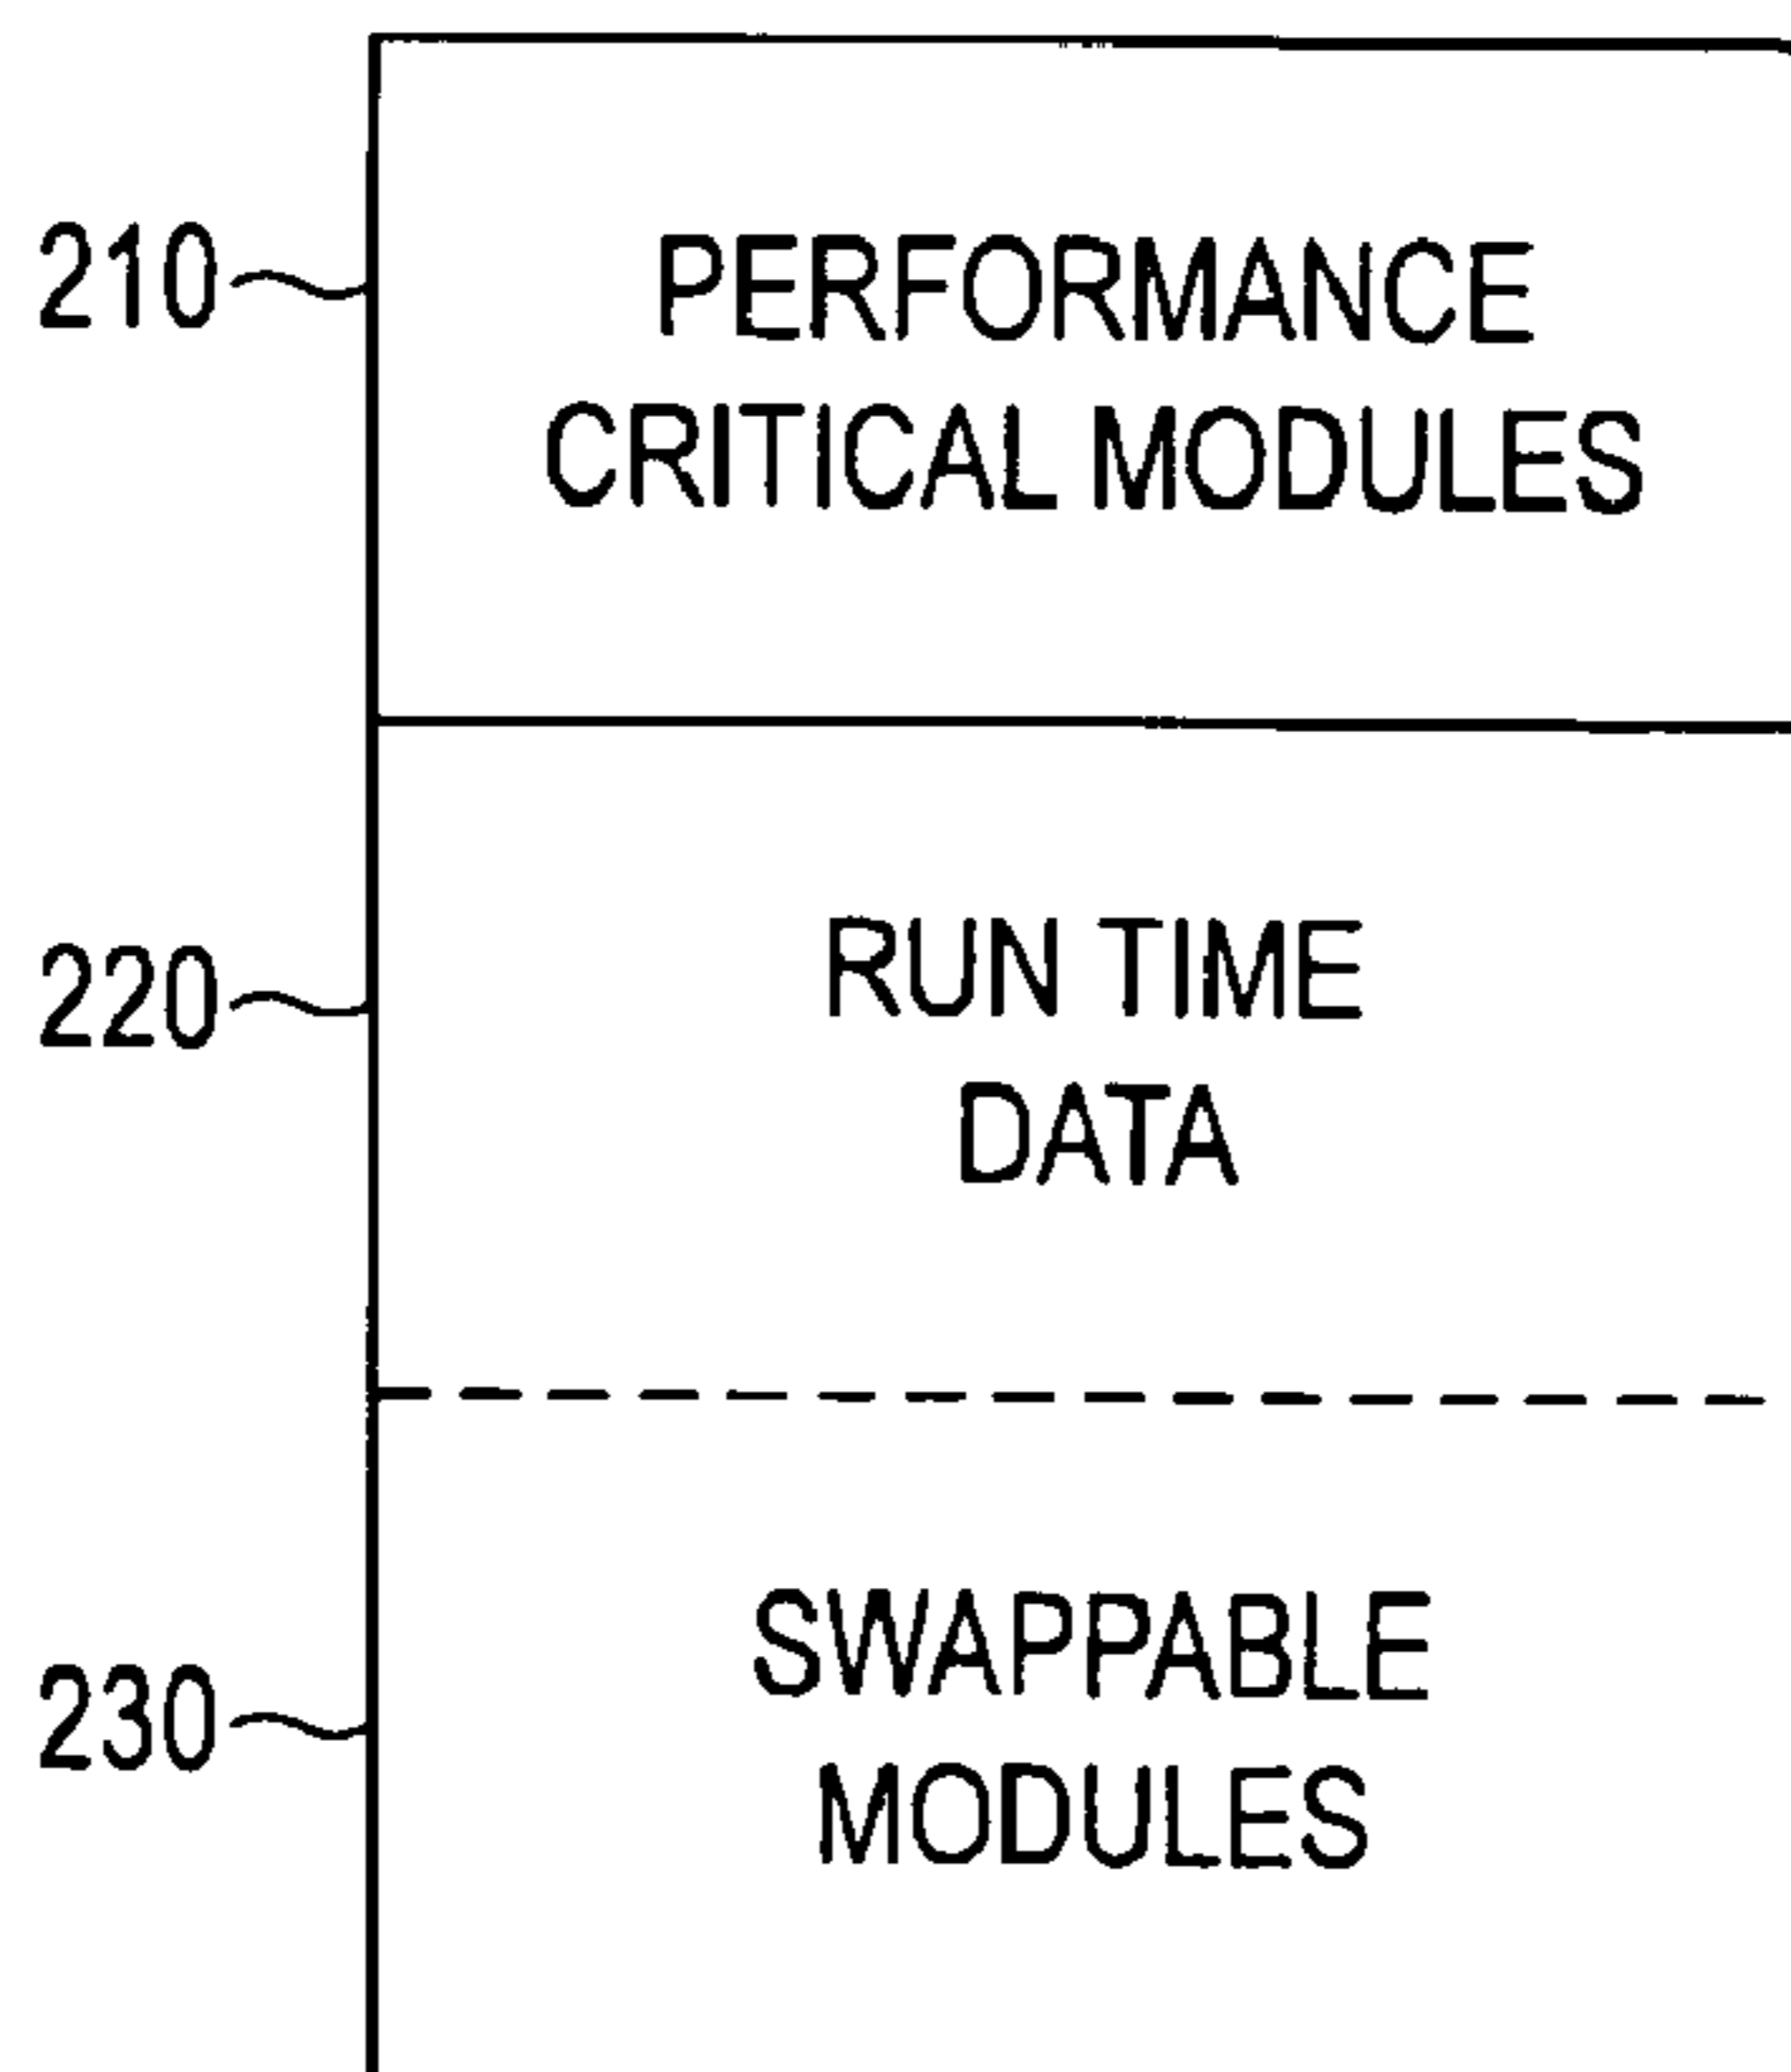 210
PERFORMANCE
CRITICAL MODULES
220
RUN TIME
DATA
230
SWAPPABLE
MODULES